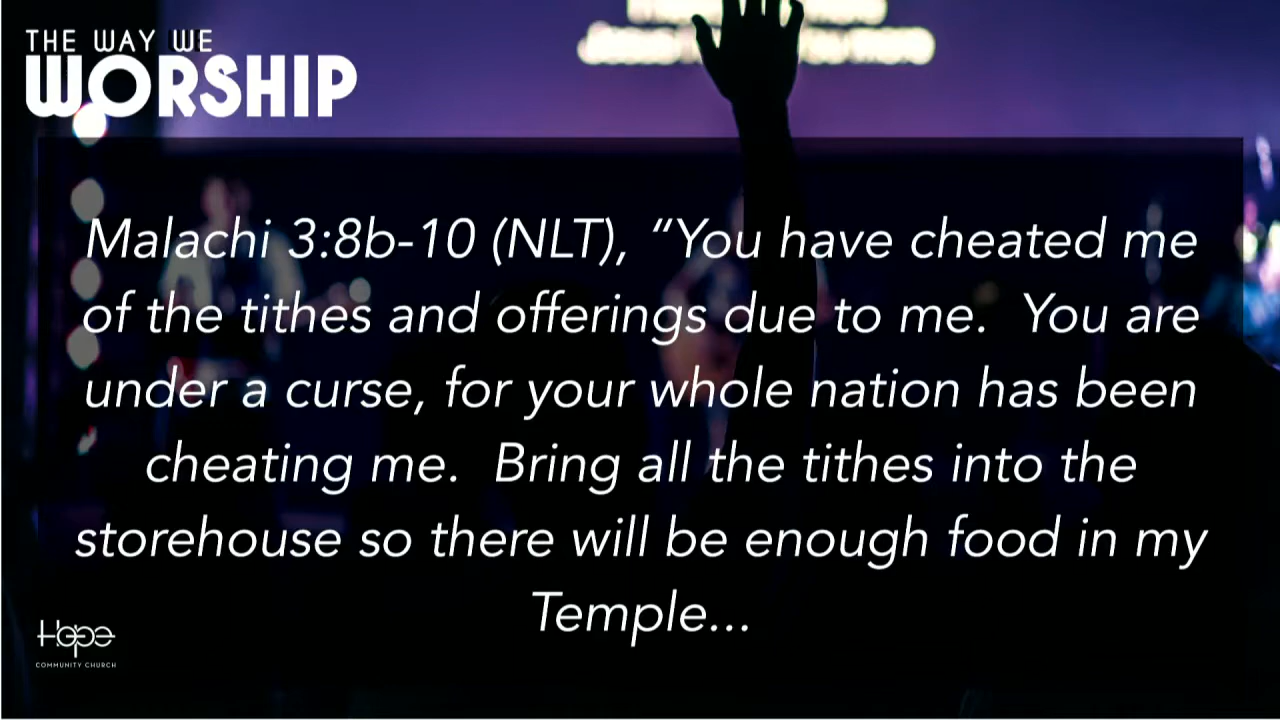 THE WAY WE
WORSHIP
Malachi 3:8b-10 (NLT), “You have cheated me
of the tithes and offerings due to me.  You are
under a curse, for your whole nation has been
cheating me.  Bring all the tithes into the
storehouse so there will be enough food in my
Temple...
Hope
COMMUNITY CHURCH